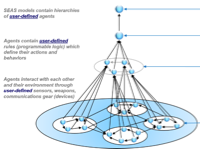 SEAS models contain hierarchies
of user-defined agents
Agents contain user-defined
rules (programmable logic) which
define their actions and
behaviors
Agents interact with each other
and their environment through
user-defined sensors, weapons,
communications gear (devices)